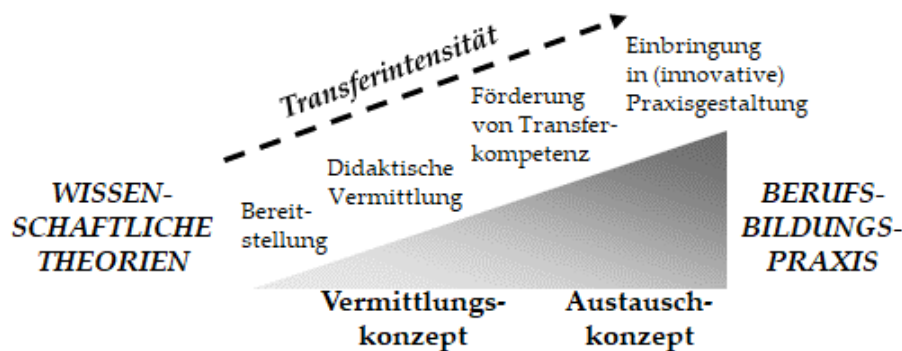 Transferintensität
Einbringung
in (innovative)
Praxisgestaltung
Förderung
von Transfer-
kompetenz
Didaktische
Vermittlung
Bereit-
stellung
WISSEN-
SCHAFTLICHE
THEORIEN
BERUFS-
BILDUNGS-
PRAXIS
Vermittlungs-
konzept
Austausch-
konzept